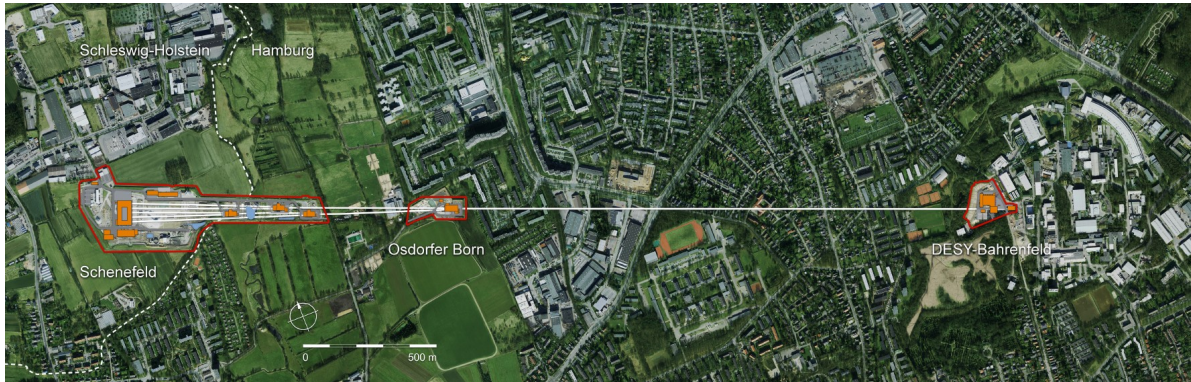 Schleswig-Holstein
Hamburg
Schenefeld
Osdorfer Born
DESY-Bahrenfeld
0
500 m